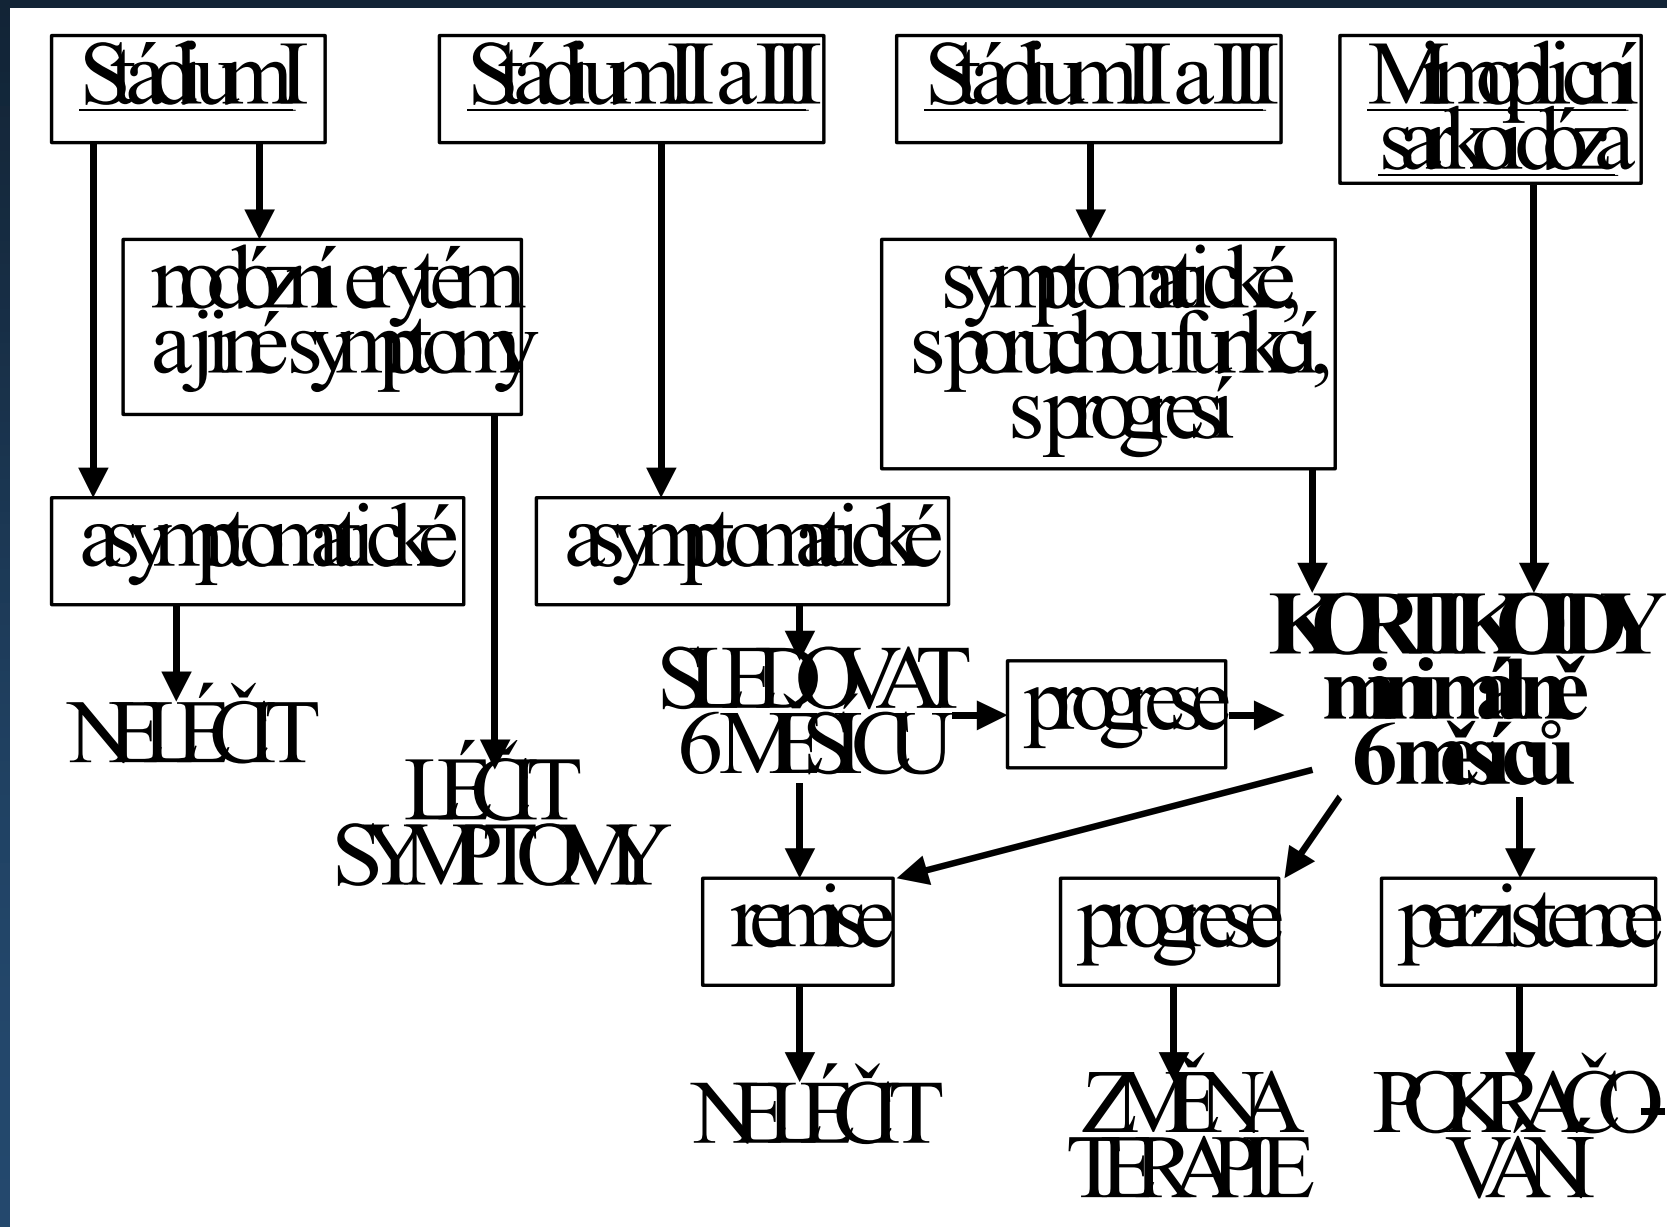 Stádium I
Stádium II a III
Stádium II a III
Mimoplicní
sarkoidóza
nodózní erytém
a jiné symptomy
symptomatické,
s poruchou funkcí,
s progresí
asymptomatické
asymptomatické
NELÉČIT
LÉČIT
SYMPTOMY
SLEDOVAT
6 MĚSÍCŮ
progrese
KORTIKOIDY
minimálně
6 měsíců
remise
progrese
perzistence
NELÉČIT
ZMĚNA
TERAPIE
POKRAČO-
VÁNÍ